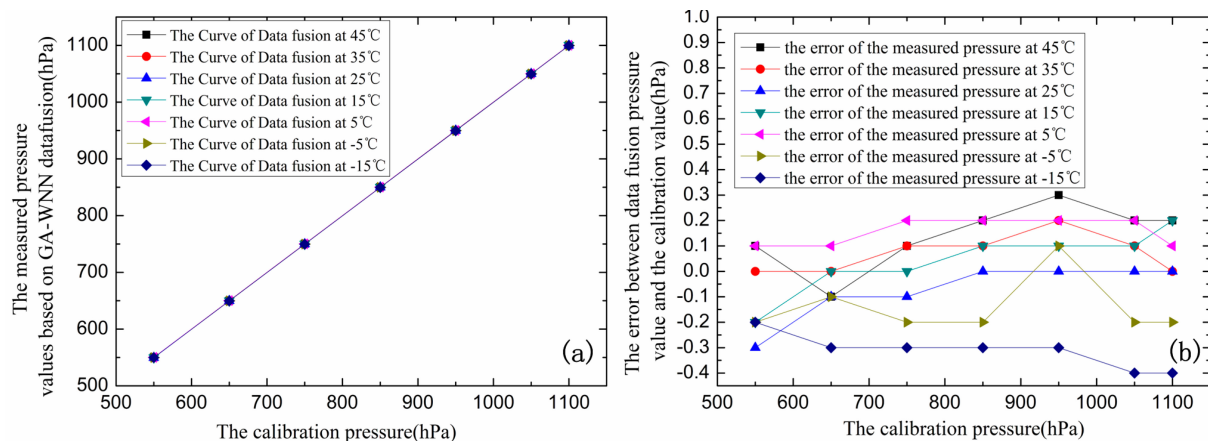 The measured pressure
values based on GA-WNN datafusion(hPa)
1100
1050
950
850
750
650
550
500
The Curve of Data fusion at 45℃
The Curve of Data fusion at 35℃
The Curve of Data fusion at 25℃
The Curve of Data fusion at 15℃
The Curve of Data fusion at 5℃
The Curve of Data fusion at -5℃
The Curve of Data fusion at -15℃
(a)
500 600 700 800 900 1000 1100
The calibration pressure(hPa)
The error between data fusion pressure
value and the calibration value(hPa)
1.0
0.9
0.8
0.7
0.6
0.5
0.4
0.3
0.2
0.1
0.0
-0.1
-0.2
-0.3
-0.4
the error of the measured pressure at 45℃
the error of the measured pressure at 35℃
the error of the measured pressure at 25℃
the error of the measured pressure at 15℃
the error of the measured pressure at 5℃
the error of the measured pressure at -5℃
the error of the measured pressure at -15℃
(b)
500 600 700 800 900 1000 1100
The calibration pressure(hPa)